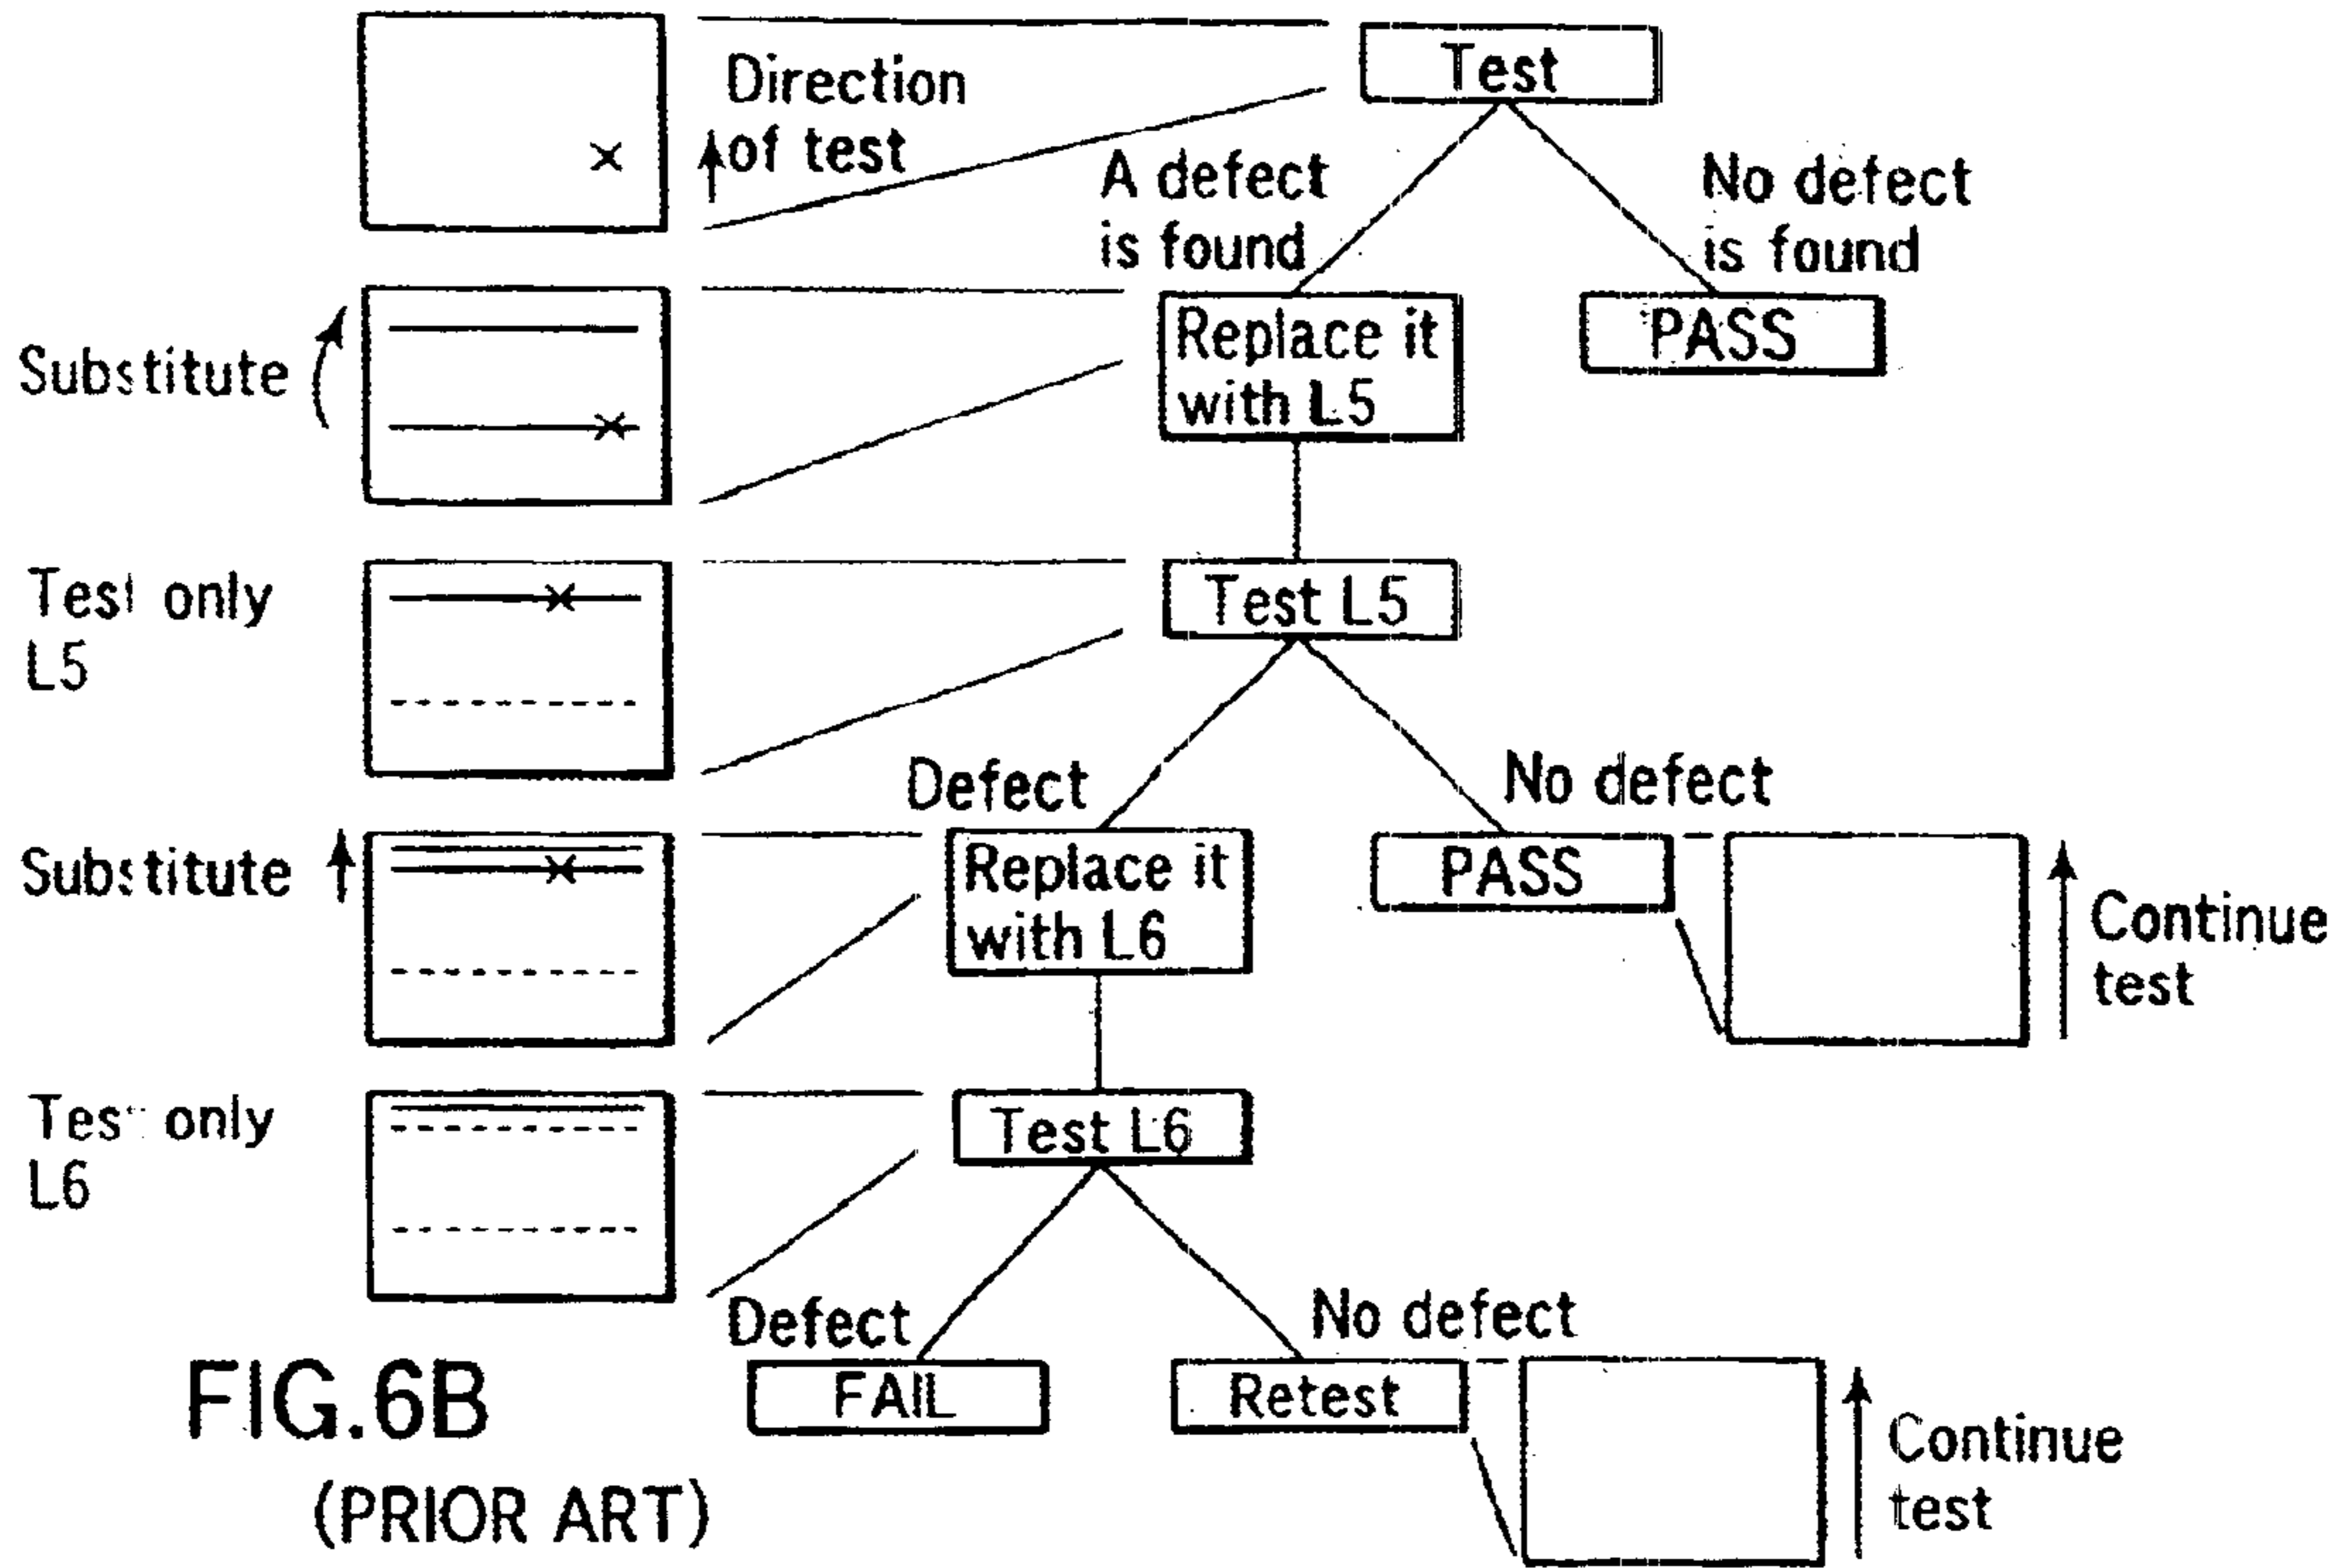 Direction
of test
Test
A defect
is found
No defect
is found
Substitute
Replace it
with L5
PASS
Test only
L5
Test L5
Defect
No defect
Substitute
Replace it
with L6
PASS
Continue
test
Test only
L6
Test L6
Defect
No defect
FAIL
Retest
Continue
test
FIG.6B
(PRIOR ART)